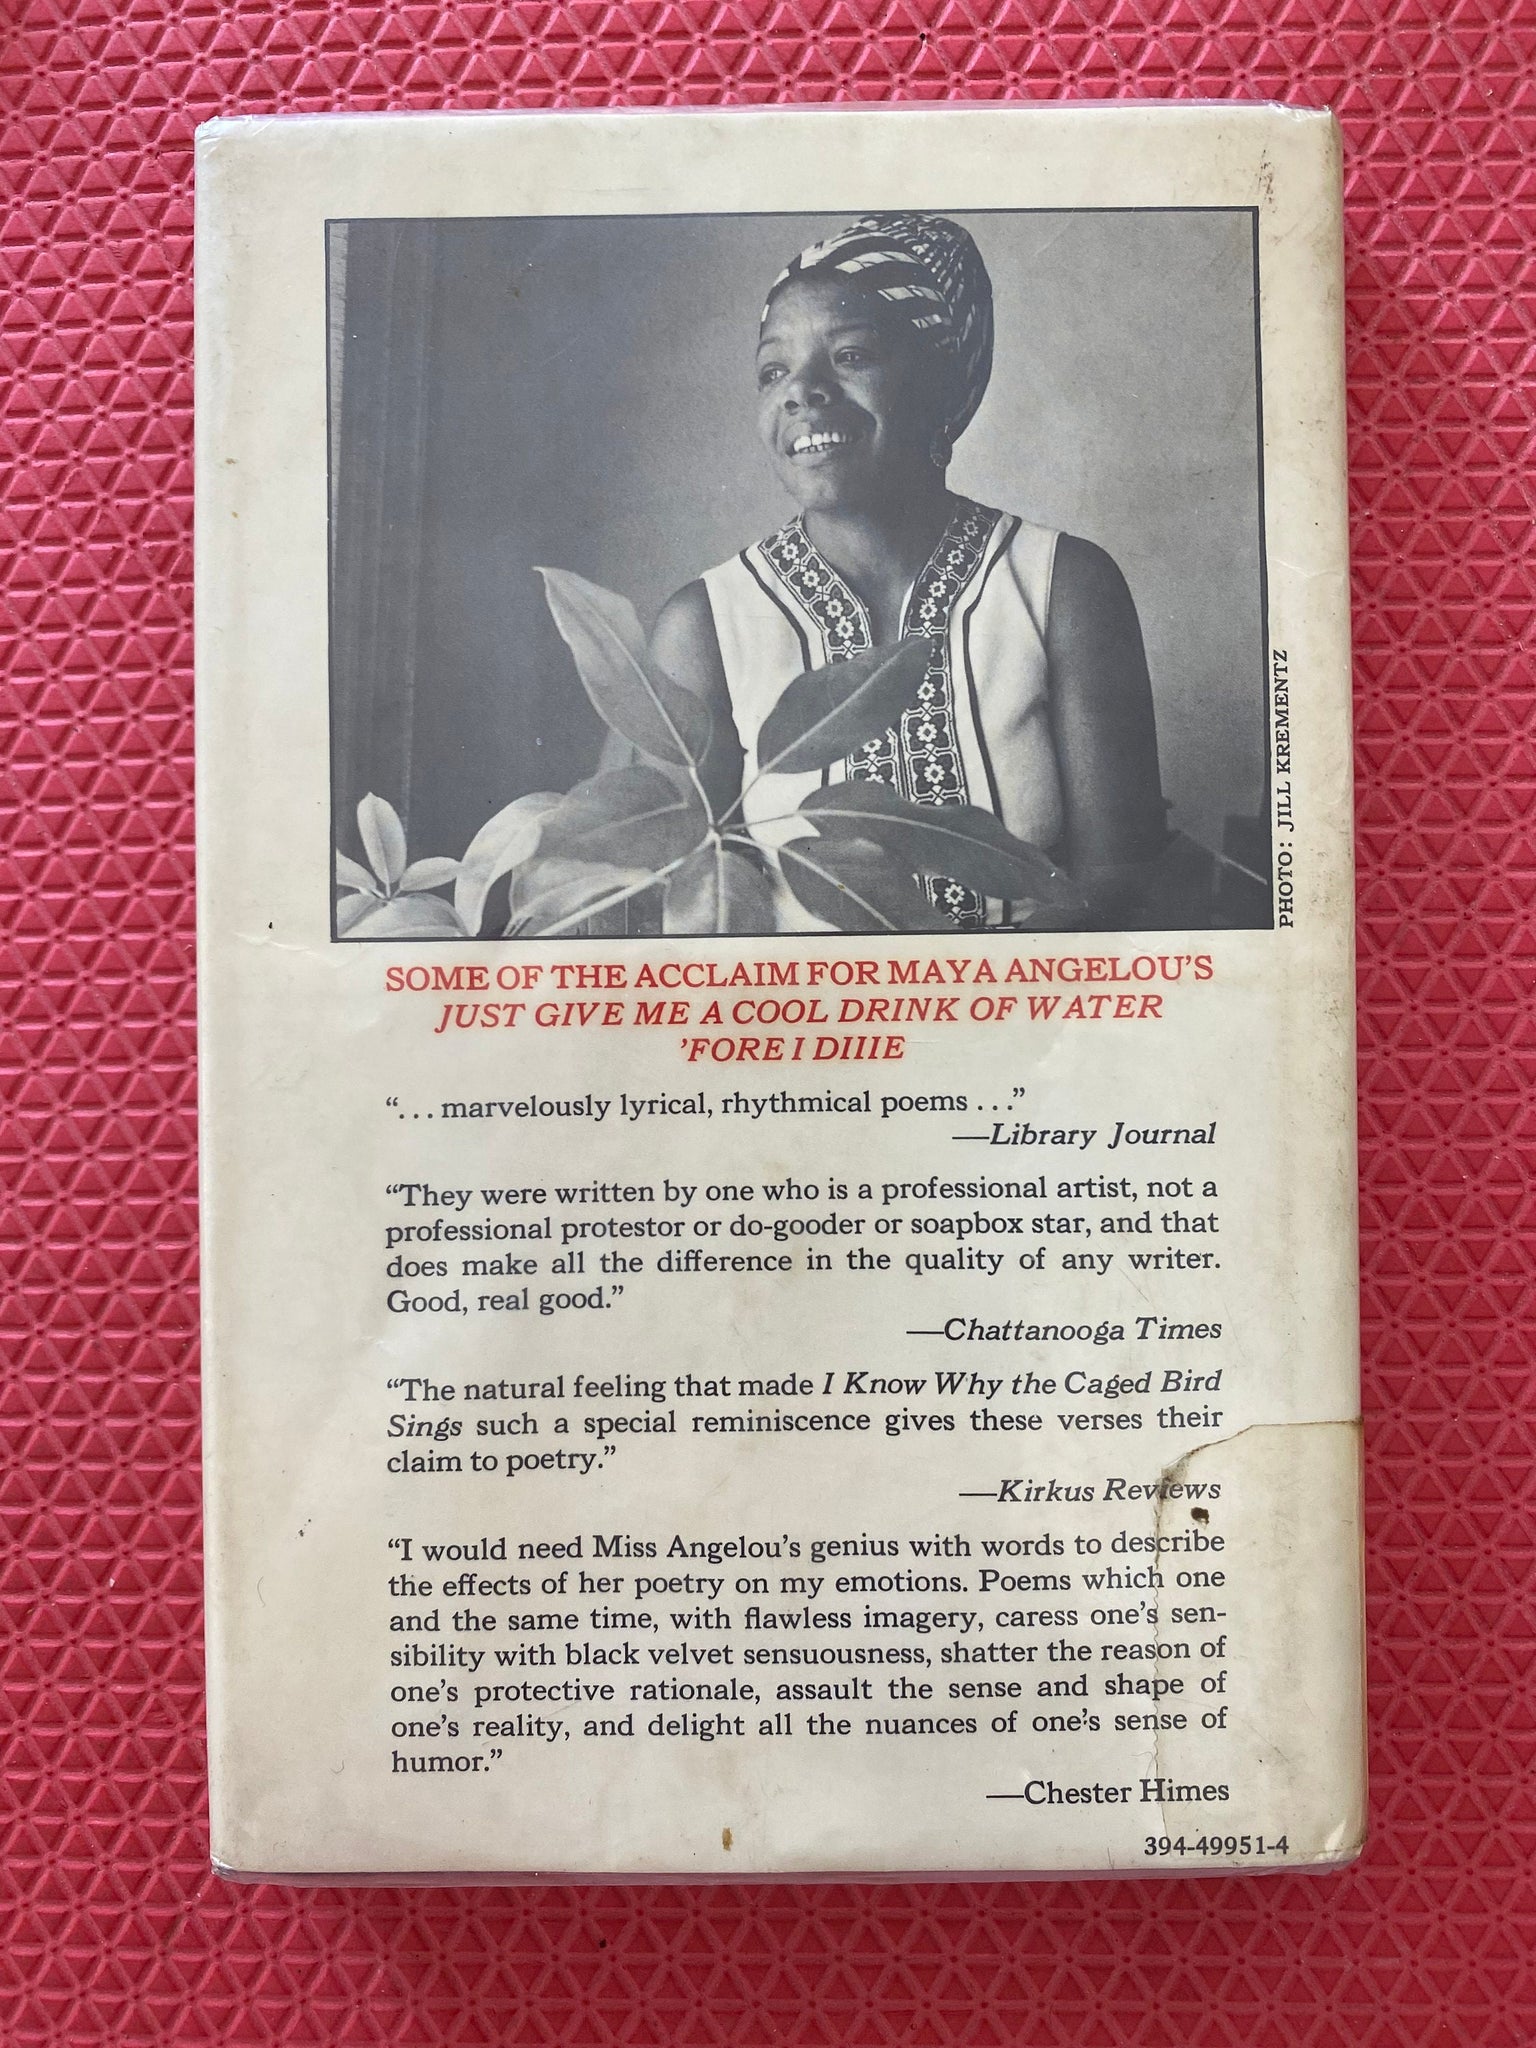 PHOTO: JILL KREMENTZ
SOME OF THE ACCLAIM FOR MAYA ANGELOU'S
JUST GIVE ME A COOL DRINK OF WATER
'FORE I DIIIE
“. . . marvelously lyrical, rhythmical poems . . .”
—Library Journal
“They were written by one who is a professional artist, not a
professional protestor or do-gooder or soapbox star, and that
does make all the difference in the quality of any writer.
Good, real good.”
—Chattanooga Times
“The natural feeling that made I Know Why the Caged Bird
Sings such a special reminiscence gives these verses their
claim to poetry.”
—Kirkus Reviews
“I would need Miss Angelou’s genius with words to describe
the effects of her poetry on my emotions. Poems which one
and the same time, with flawless imagery, caress one’s sen-
sibility with black velvet sensuousness, shatter the reason of
one’s protective rationale, assault the sense and shape of
one’s reality, and delight all the nuances of one’s sense of
humor.”
—Chester Himes
394-49951-4